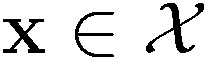 𝐱 ∈ 𝒳